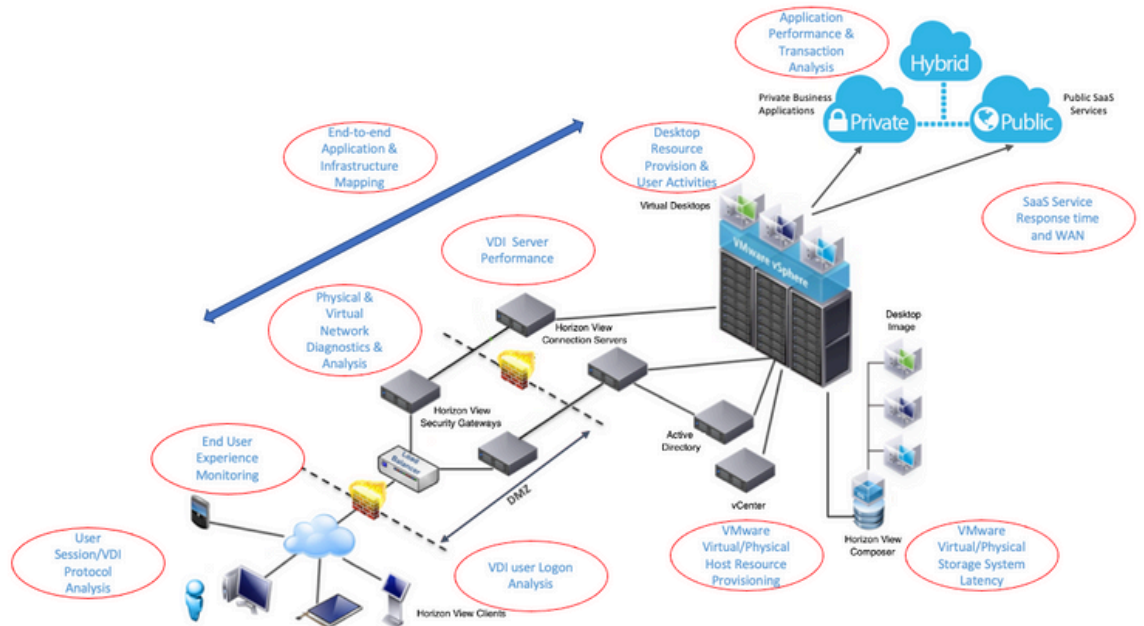 Application
Performance &
Transaction
Analysis
Hybrid
Private Business
Applications
Private
Public
Public SaaS
Services
End-to-end
Application &
Infrastructure
Mapping
Desktop
Resource
Provision &
User Activities
Virtual Desktops
SaaS Service
Response time
and WAN
VDI Server
Performance
VMware vSphere
Physical &
Virtual
Network
Diagnostics &
Analysis
Horizon View
Connection Servers
Desktop
Image
Horizon View
Security Gateways
Active
Directory
End User
Experience
Monitoring
Load
Balancer
DMZ
vCenter
Horizon View
Composer
User
Session/VDI
Protocol
Analysis
VDI user Logon
Analysis
VMware
Virtual/Physical
Host Resource
Provisioning
VMware
Virtual/Physical
Storage System
Latency
Horizon View Clients